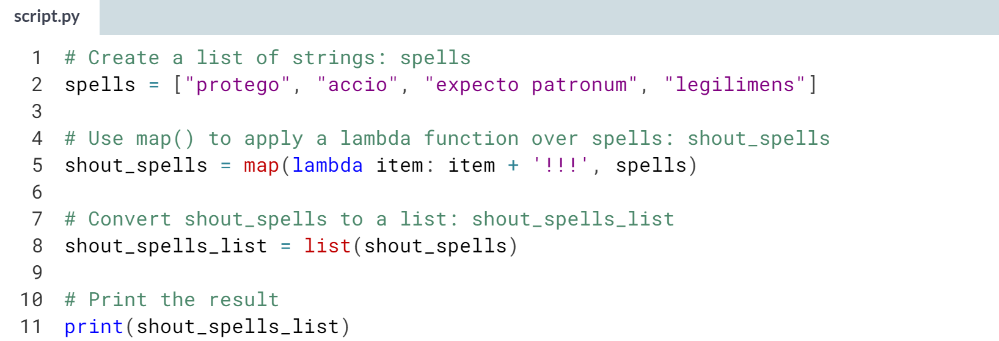 script.py
1 # Create a list of strings: spells
2 spells = ["protego", "accio", "expecto patronum", "legilimens"]
3
4 # Use map() to apply a lambda function over spells: shout_spells
5 shout_spells = map(lambda item: item + '!!!', spells)
6
7 # Convert shout_spells to a list: shout_spells_list
8 shout_spells_list = list(shout_spells)
9
10 # Print the result
11 print(shout_spells_list)